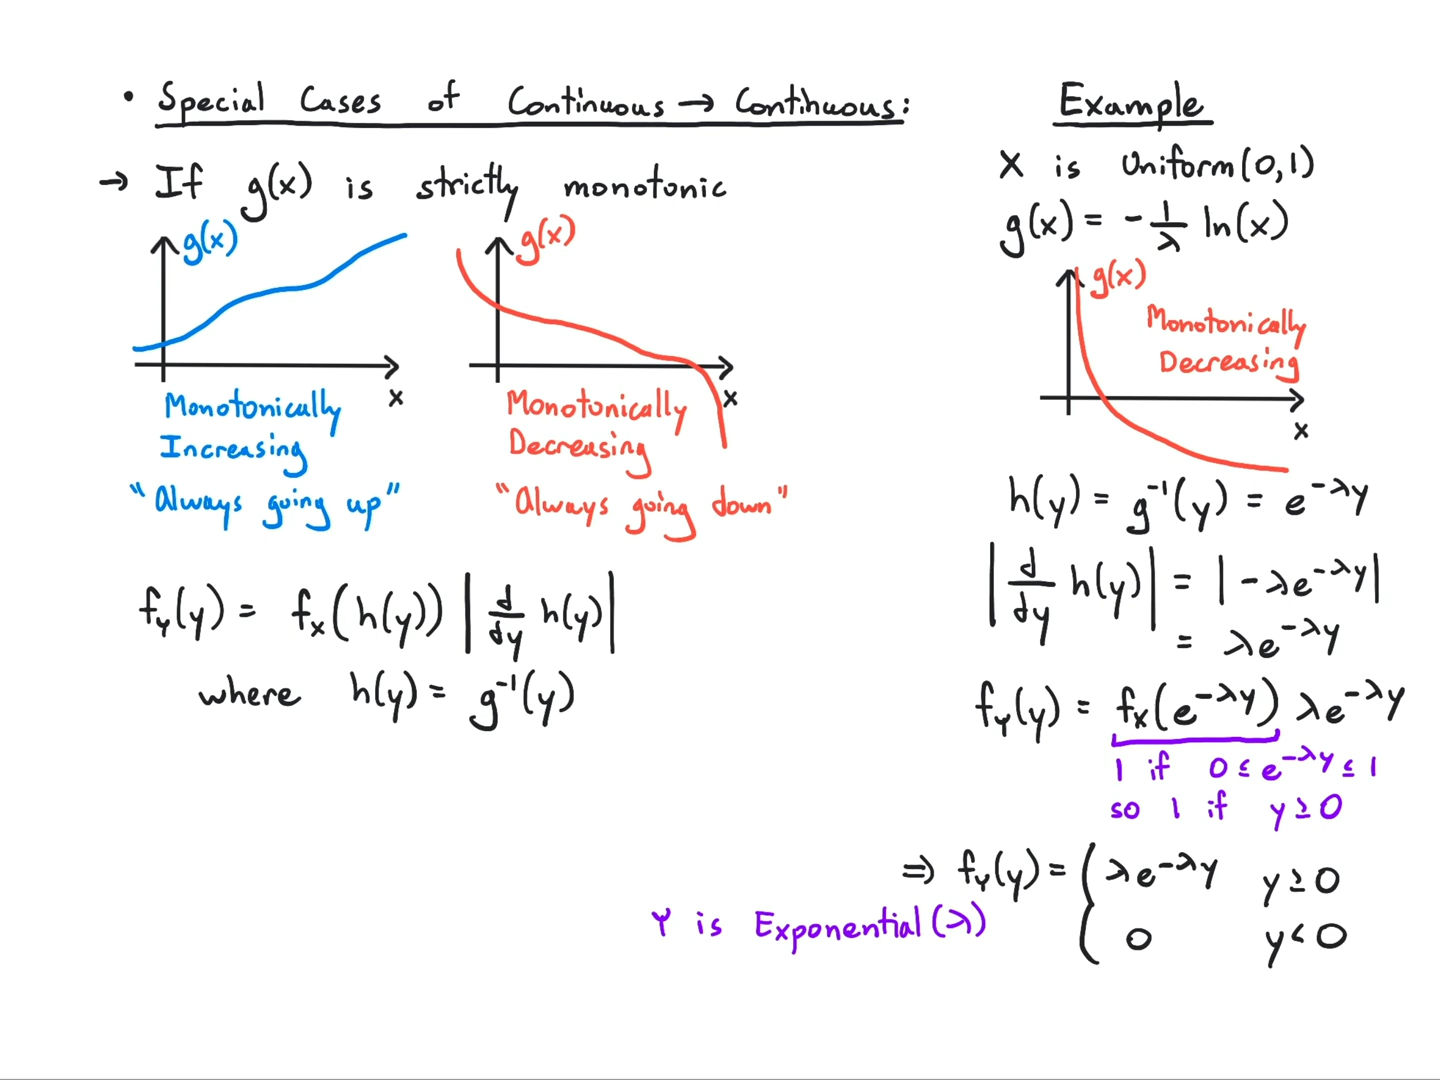 • Special Cases of Continuous → Continuous:
→ If g(x) is strictly monotonic
g(x)
x
Monotonically
Increasing
"Always going up"
g(x)
x
Monotonically
Decreasing
"Always going down"
f_Y(y) = f_X(h(y)) |d/dy h(y)|
where h(y) = g⁻¹(y)
Example
X is Uniform(0,1)
g(x) = -1/λ ln(x)
g(x)
Monotonically
Decreasing
x
h(y) = g⁻¹(y) = e^{-λy}
|d/dy h(y)| = |-λe^{-λy}|
= λe^{-λy}
f_Y(y) = f_X(e^{-λy}) λe^{-λy}
1 if 0 ≤ e^{-λy} ≤ 1
so 1 if y ≥ 0
⇒ f_Y(y) = { λe^{-λy} y ≥ 0
0 y < 0
Y is Exponential(λ)